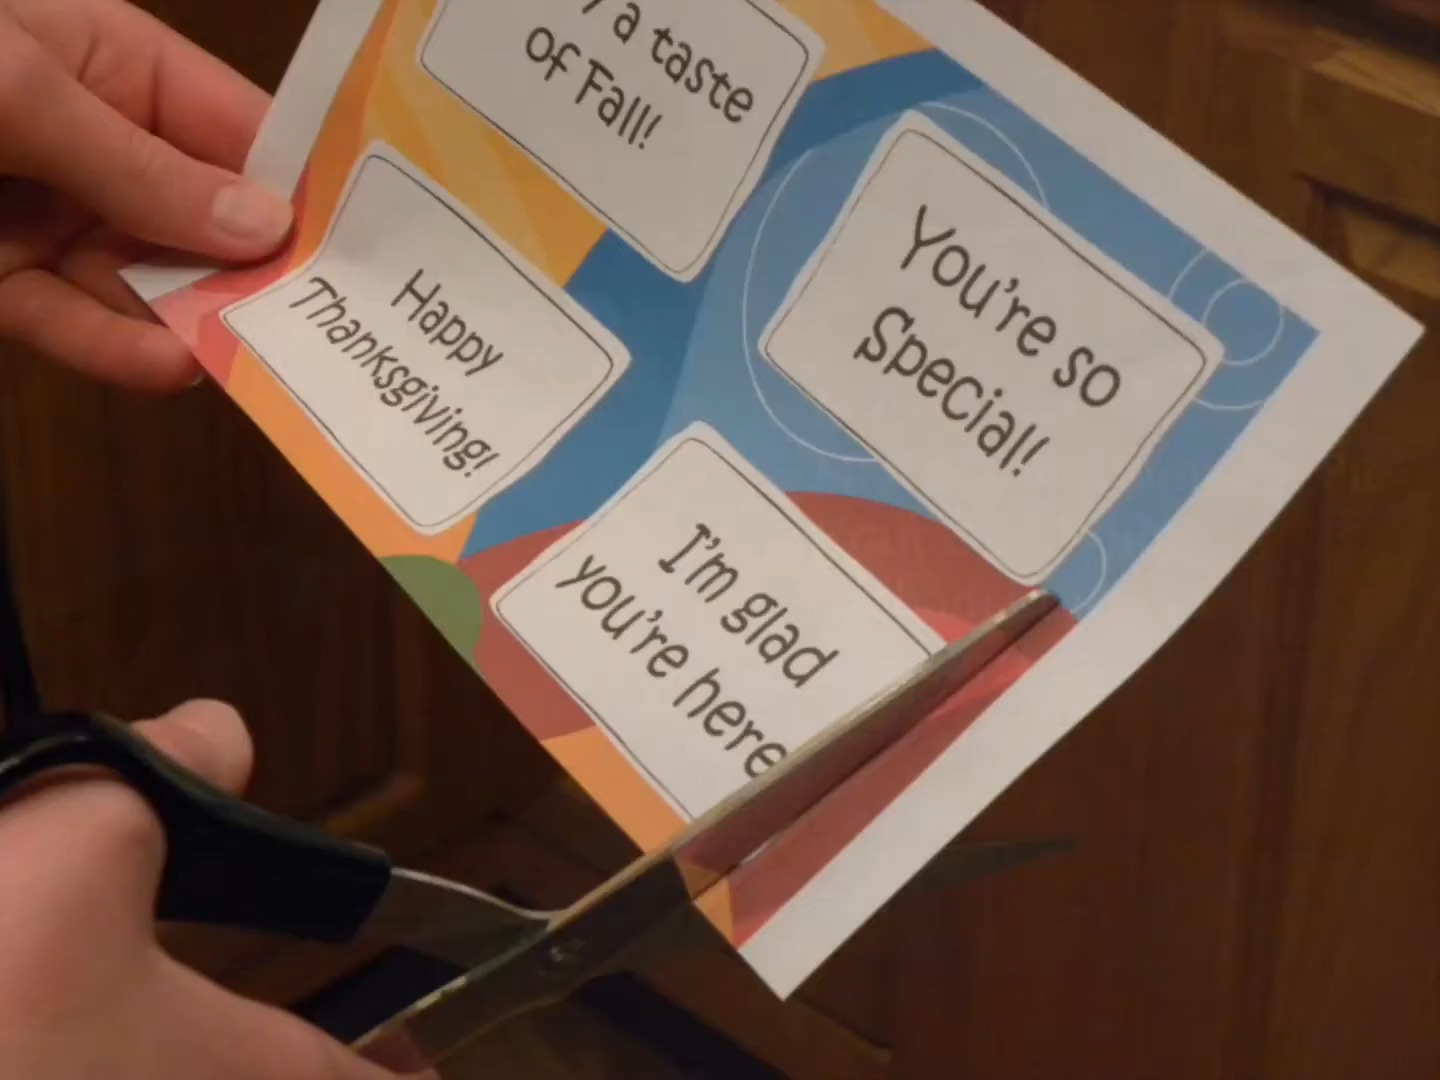 a taste
of Fall!
You're so
Special!
Happy
Thanksgiving!
I'm glad
you're here